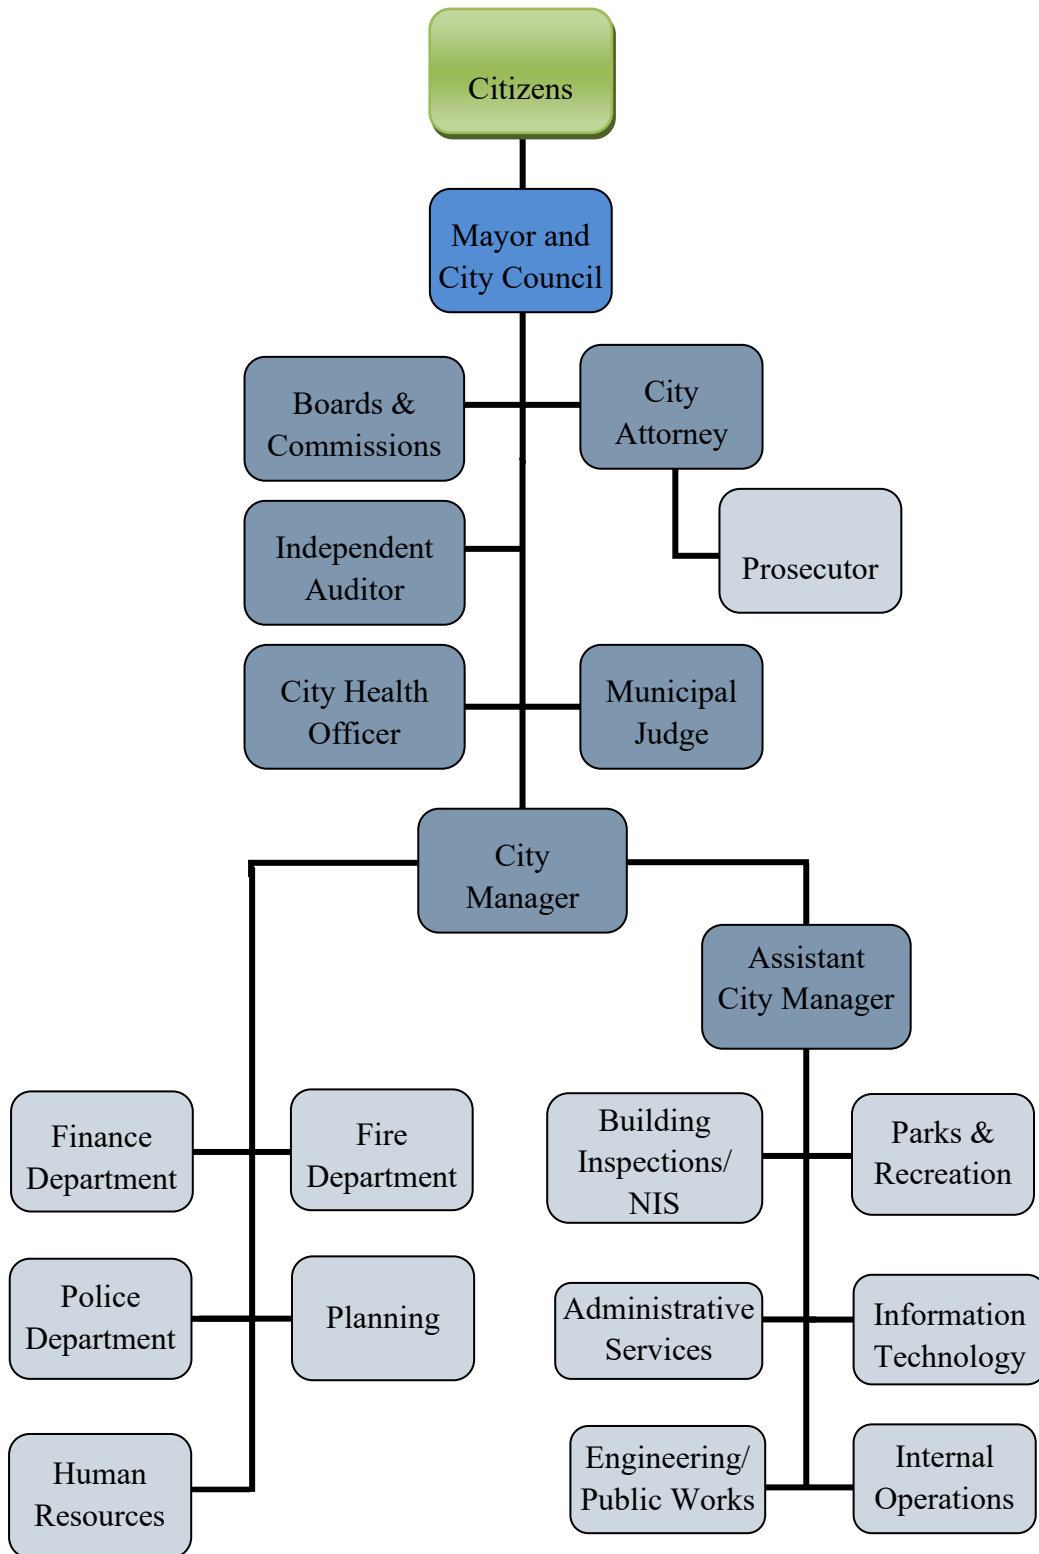 Citizens
Mayor and
City Council
Boards &
Commissions
City
Attorney
Independent
Auditor
Prosecutor
City Health
Officer
Municipal
Judge
City
Manager
Assistant
City Manager
Finance
Department
Fire
Department
Building
Inspections/
NIS
Parks &
Recreation
Police
Department
Planning
Administrative
Services
Information
Technology
Human
Resources
Engineering/
Public Works
Internal
Operations